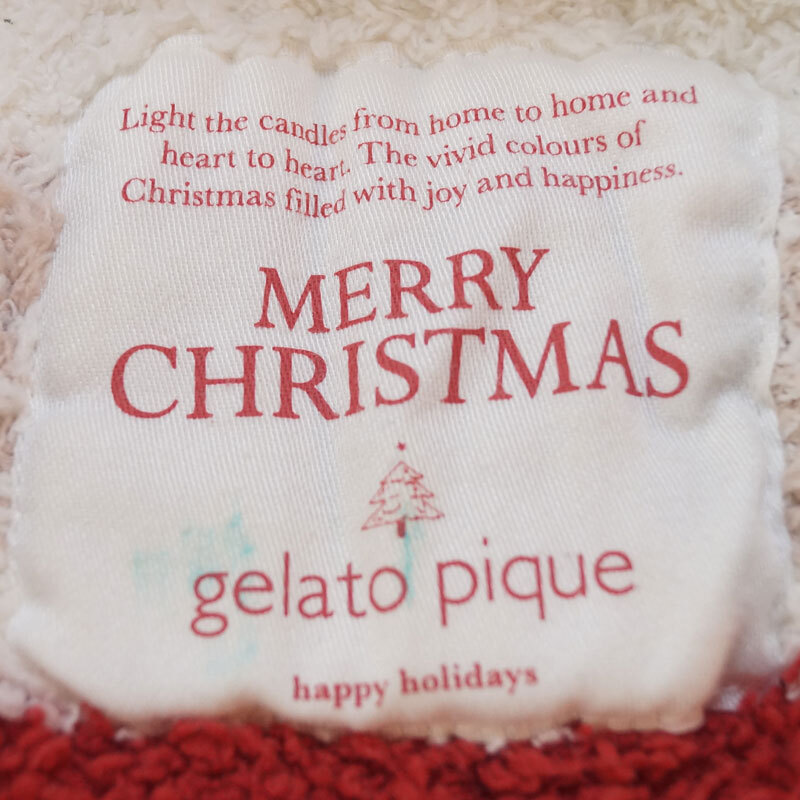 Light the candles from home to home and
heart to heart. The vivid colours of
Christmas filled with joy and happiness.
MERRY
CHRISTMAS
gelato pique
happy holidays